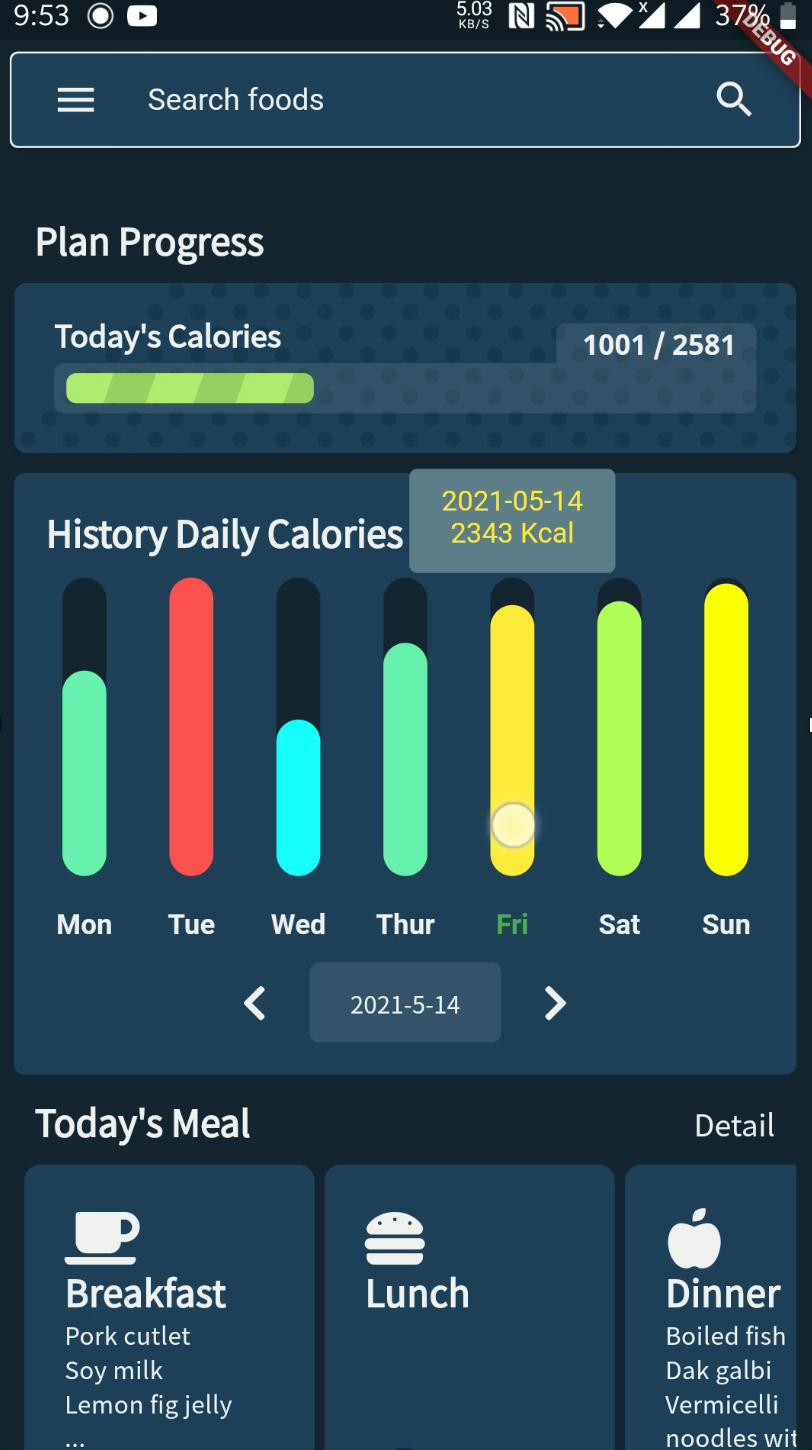 9:53
5.03
KB/S
x
37%
DEBUG
Search foods
Plan Progress
Today's Calories
1001 / 2581
2021-05-14
2343 Kcal
History Daily Calories
Mon Tue Wed Thur Fri Sat Sun
2021-5-14
Today's Meal
Detail
Breakfast
Pork cutlet
Soy milk
Lemon fig jelly
...
Lunch
Dinner
Boiled fish
Dak galbi
Vermicelli
noodles wit